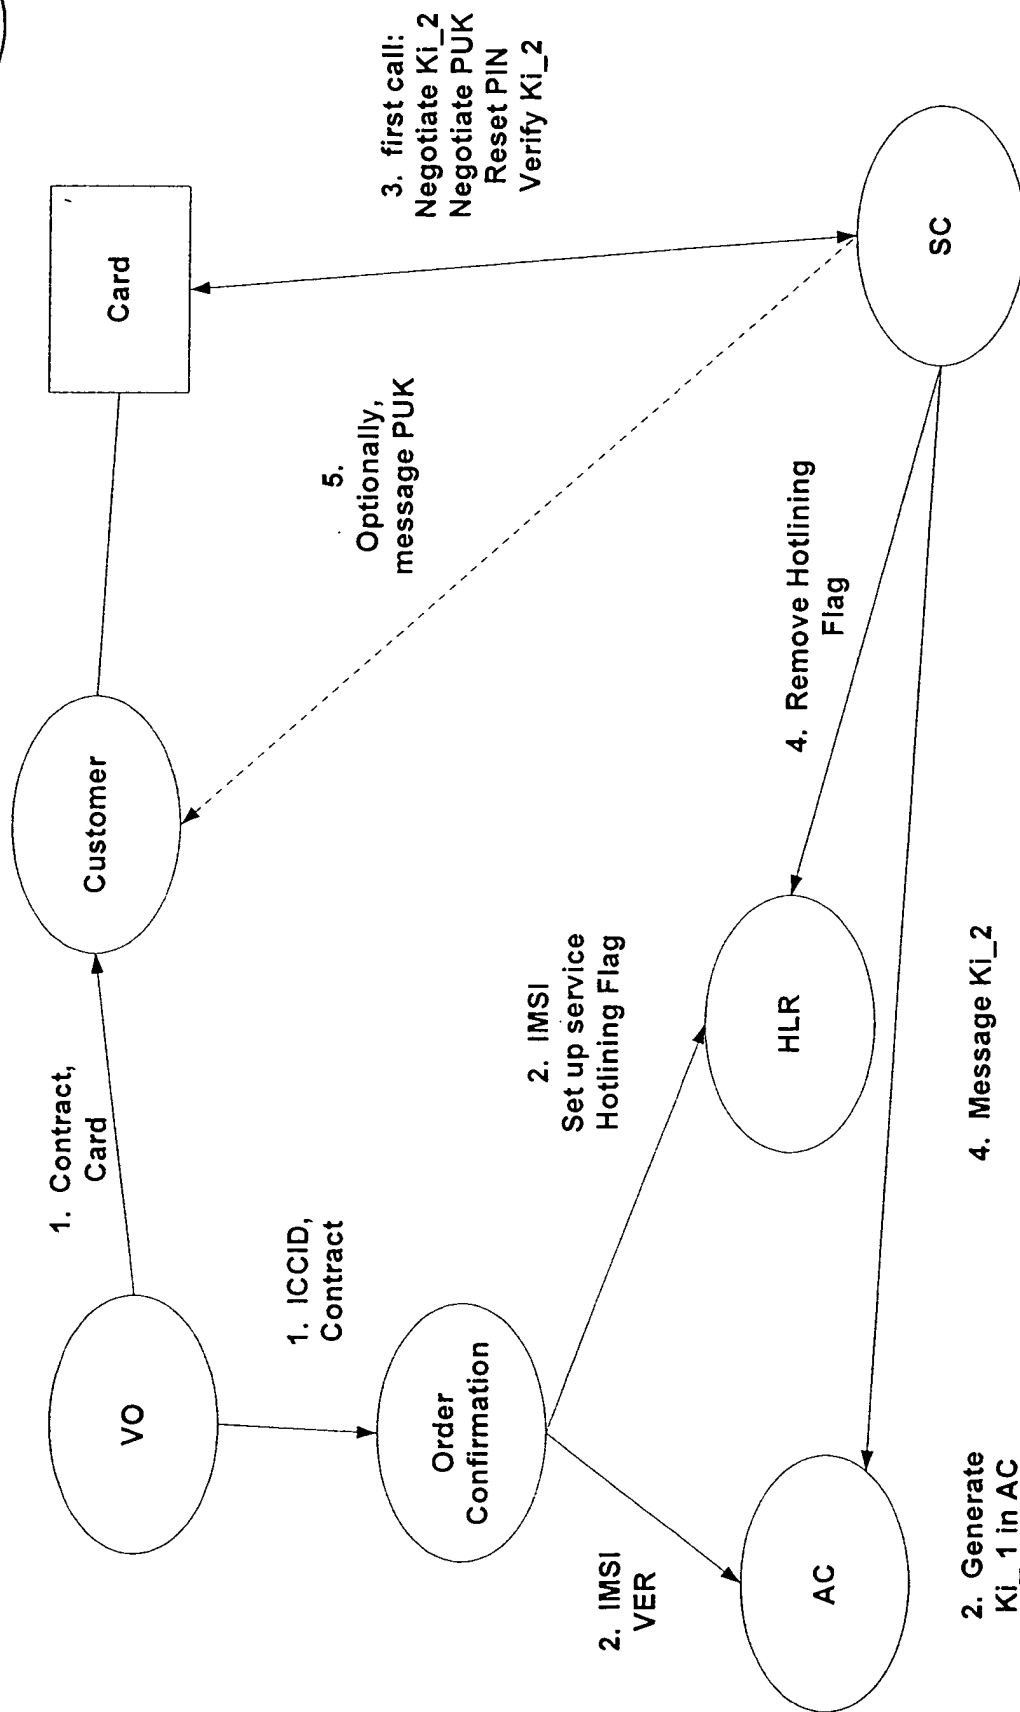 VO
1. Contract,
Card
Customer
Card
1. ICCID,
Contract
5.
Optionally,
message PUK
3. first call:
Negotiate Ki_2
Negotiate PUK
Reset PIN
Verify Ki_2
Order
Confirmation
2. IMSI
Set up service
Hotlining Flag
4. Remove Hotlining
Flag
2. IMSI
VER
AC
HLR
SC
2. Generate
Ki_1 in AC
4. Message Ki_2